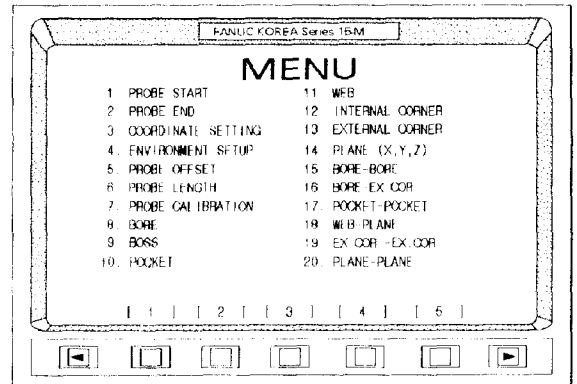 FANUC KOREA Series 16-M
MENU
1 PROBE START
2 PROBE END
3 COORDINATE SETTING
4. ENVIRONMENT SETUP
5. PROBE OFFSET
6 PROBE LENGTH
7. PROBE CALIBRATION
8. BORE
9 BOSS
10. POCKET
11 WEB
12 INTERNAL CORNER
13 EXTERNAL CORNER
14 PLANE (X,Y,Z)
15 BORE-BORE
16 BORE-EX COR
17. POCKET-POCKET
18 WEB-PLANE
19 EX COR -EX.COR
20. PLANE-PLANE
[ 1 ] [ 2 ] [ 3 ] [ 4 ] [ 5 ]